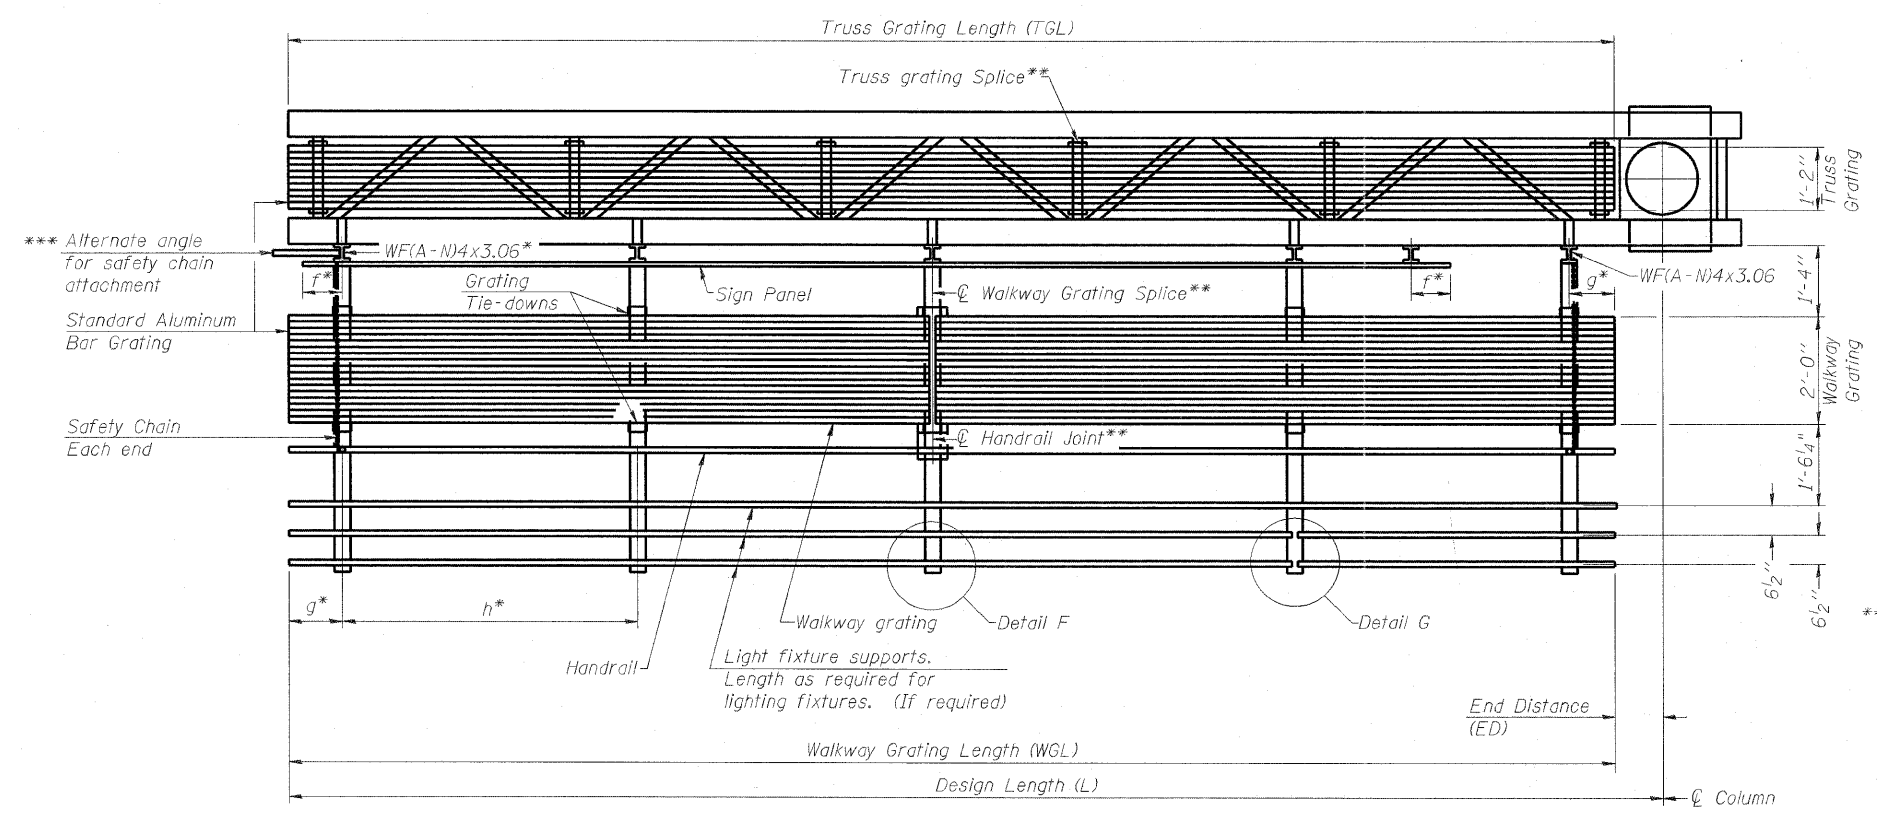 Truss Grating Length (TGL)
Truss grating Splice**
1'-2"
Truss
Grating
*** Alternate angle
for safety chain
attachment
WF(A-N)4x3.06*
f*
Sign Panel
Grating
Tie-downs
℄ Walkway Grating Splice**
f*
g*
WF(A-N)4x3.06
1'-4"
Standard Aluminum
Bar Grating
2'-0"
Walkway
Grating
Safety Chain
Each end
℄ Handrail Joint**
1'-6¼"
6½"
6½"
g*
h*
Walkway grating
Detail F
Detail G
Handrail
Light fixture supports.
Length as required for
lighting fixtures. (If required)
End Distance
(ED)
Walkway Grating Length (WGL)
Design Length (L)
℄ Column